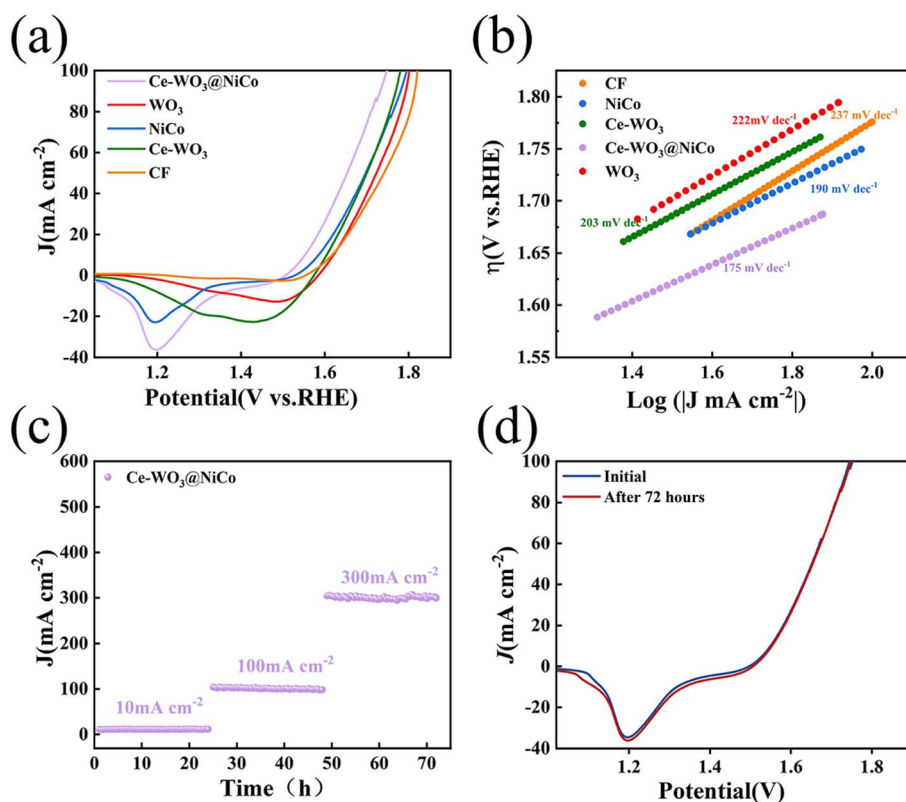 (a)
Ce-WO₃@NiCo
WO₃
NiCo
Ce-WO₃
CF
100
80
60
40
20
0
-20
-40
J(mA cm⁻²)
1.2
1.4
1.6
1.8
Potential(V vs.RHE)
(b)
CF
NiCo
Ce-WO₃
Ce-WO₃@NiCo
WO₃
222mV dec⁻¹
237 mV dec⁻¹
190 mV dec⁻¹
203 mV dec⁻¹
175 mV dec⁻¹
1.80
1.75
1.70
1.65
1.60
1.55
η(V vs.RHE)
1.4
1.6
1.8
2.0
Log (|J mA cm⁻²|)
(c)
Ce-WO₃@NiCo
600
500
400
300
200
100
0
J(mA cm⁻²)
300mA cm⁻²
100mA cm⁻²
10mA cm⁻²
0
10
20
30
40
50
60
70
Time（h）
(d)
Initial
After 72 hours
100
80
60
40
20
0
-20
-40
J(mA cm⁻²)
1.2
1.4
1.6
1.8
Potential(V)